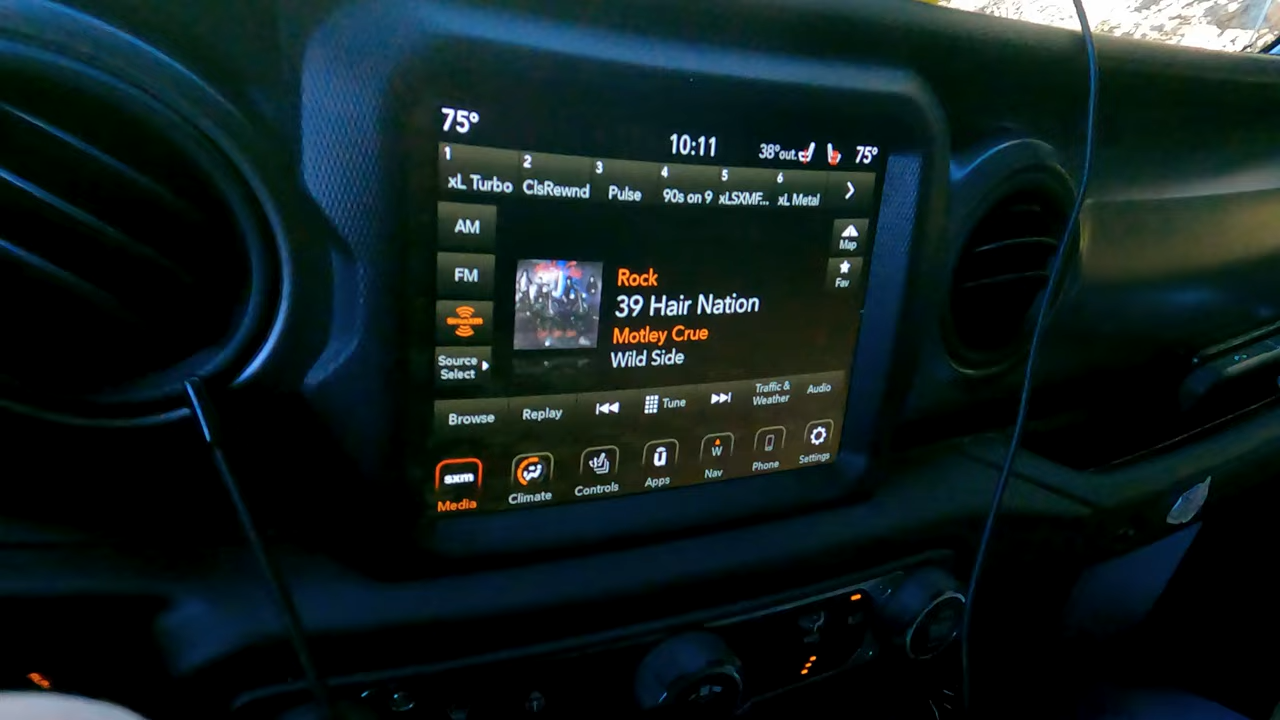 75°
10:11
38°out.
75°
1 2 3 4 5 6
xL Turbo ClsRewnd Pulse 90s on 9 xLSXMF... xL Metal
AM
Map
FM
Fav
Rock
39 Hair Nation
Motley Crue
Wild Side
SiriusXM
Source
Select
Browse Replay Tune Traffic &
Weather Audio
sxm
Media Climate Controls Apps
W
Nav Phone Settings